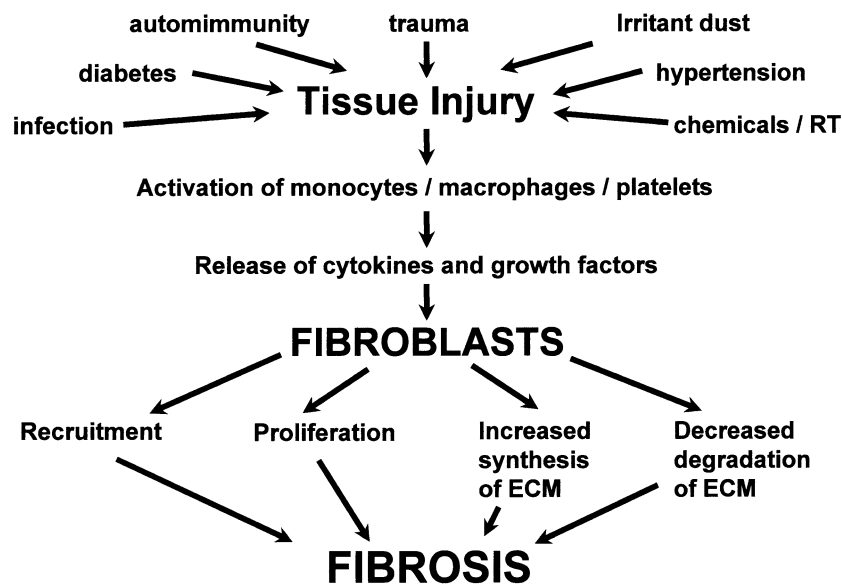 automimmunity
trauma
Irritant dust
diabetes
hypertension
Tissue Injury
infection
chemicals / RT
Activation of monocytes / macrophages / platelets
Release of cytokines and growth factors
FIBROBLASTS
Recruitment
Proliferation
Increased
synthesis
of ECM
Decreased
degradation
of ECM
FIBROSIS